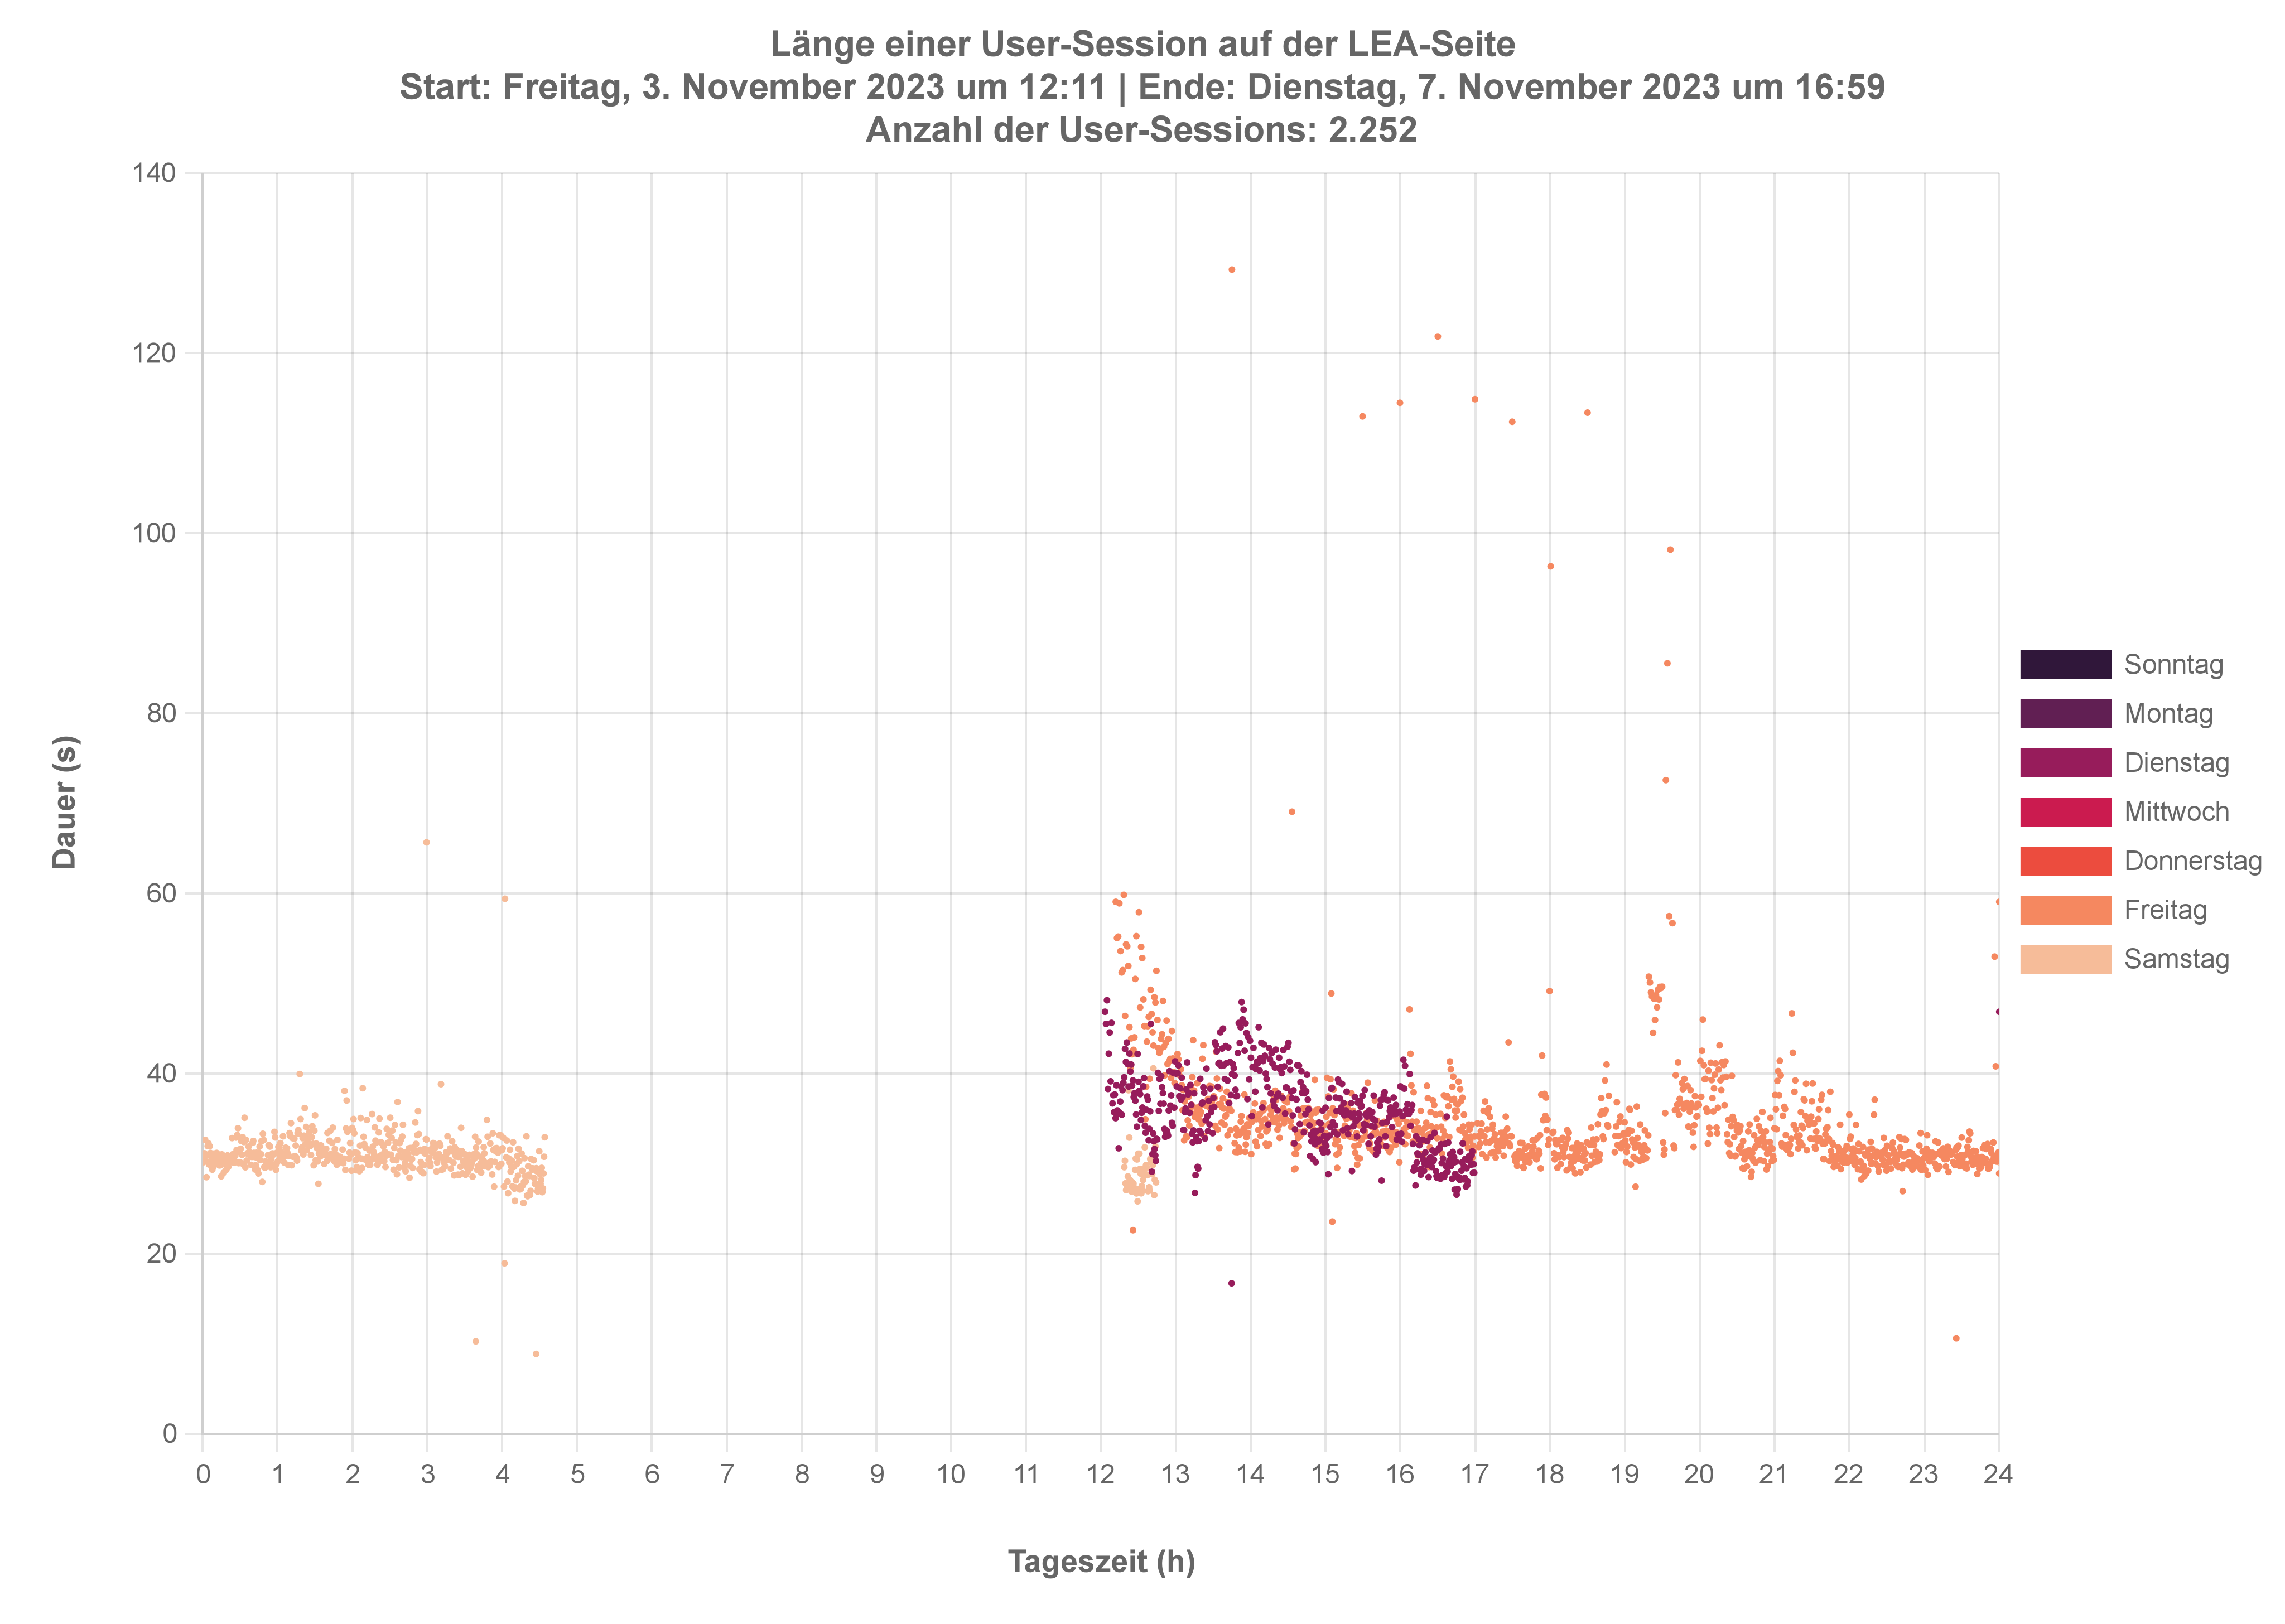 Länge einer User-Session auf der LEA-Seite
Start: Freitag, 3. November 2023 um 12:11 | Ende: Dienstag, 7. November 2023 um 16:59
Anzahl der User-Sessions: 2.252
140
120
100
80
60
40
20
0
Dauer (s)
0 1 2 3 4 5 6 7 8 9 10 11 12 13 14 15 16 17 18 19 20 21 22 23 24
Tageszeit (h)
Sonntag
Montag
Dienstag
Mittwoch
Donnerstag
Freitag
Samstag